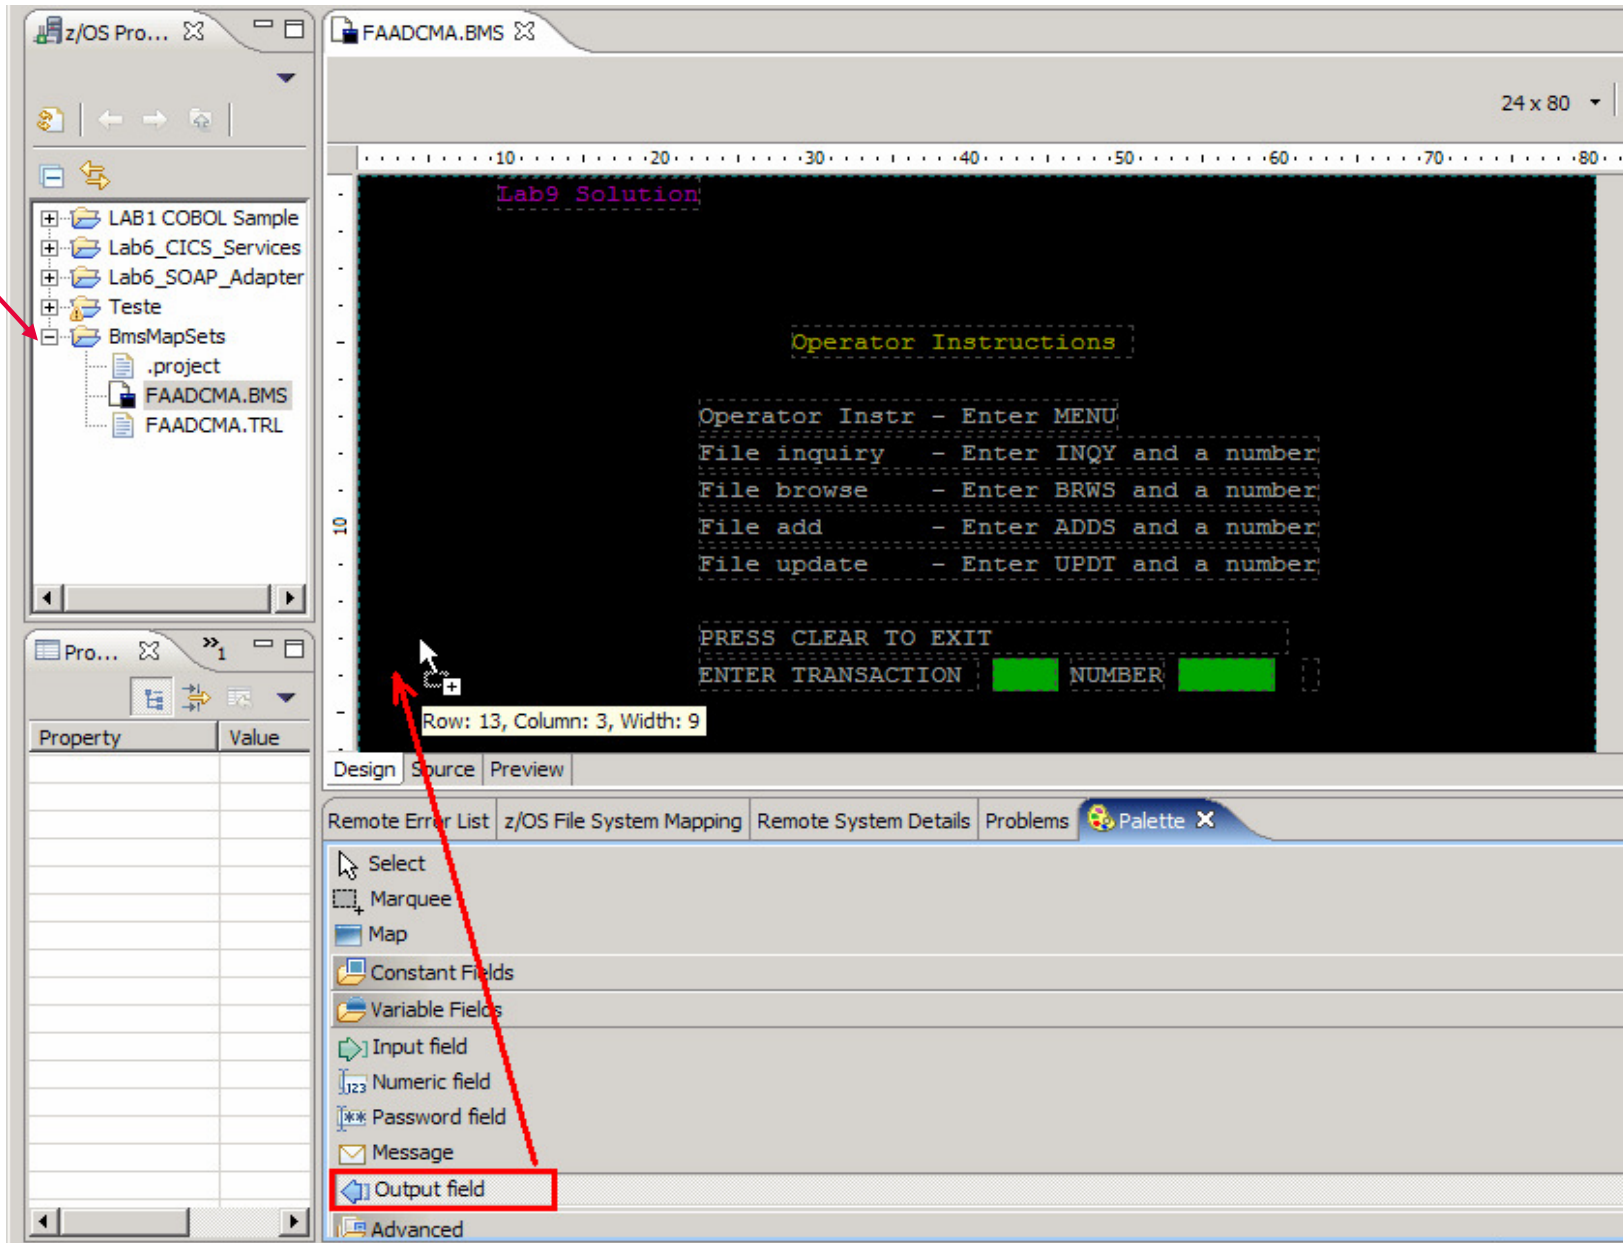 z/OS Pro...
FAADCMA.BMS
24 x 80
10 20 30 40 50 60 70 80
LAB1 COBOL Sample
Lab6_CICS_Services
Lab6_SOAP_Adapter
Teste
BmsMapSets
.project
FAADCMA.BMS
FAADCMA.TRL
Lab9 Solution
Operator Instructions
Operator Instr - Enter MENU
File inquiry - Enter INQY and a number
File browse - Enter BRWS and a number
10
File add - Enter ADDS and a number
File update - Enter UPDT and a number
PRESS CLEAR TO EXIT
ENTER TRANSACTION NUMBER
Row: 13, Column: 3, Width: 9
Design Source Preview
Pro... »1
Property Value
Remote Error List z/OS File System Mapping Remote System Details Problems Palette
Select
Marquee
Map
Constant Fields
Variable Fields
Input field
Numeric field
Password field
Message
Output field
Advanced